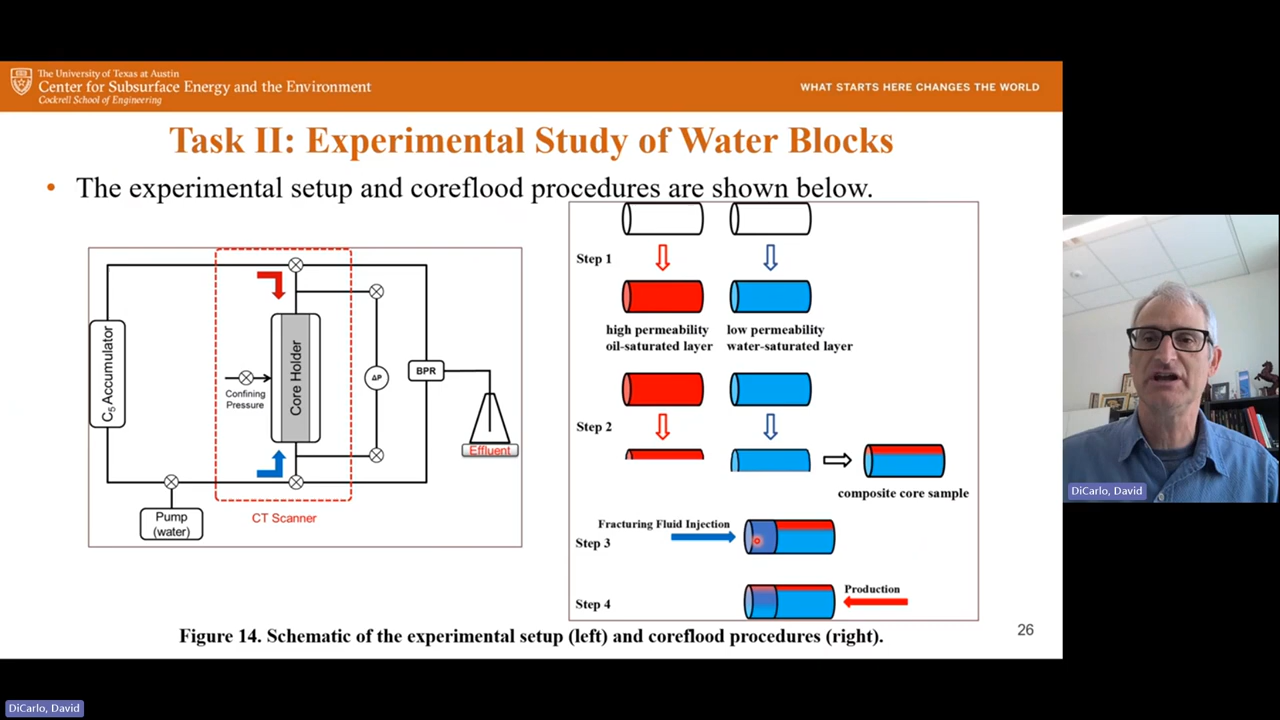 The University of Texas at Austin
Center for Subsurface Energy and the Environment
Cockrell School of Engineering
WHAT STARTS HERE CHANGES THE WORLD
Task II: Experimental Study of Water Blocks
• The experimental setup and coreflood procedures are shown below.
C5 Accumulator
Pump
(water)
Confining
Pressure
Core Holder
ΔP
BPR
Effluent
CT Scanner
Step 1
high permeability
oil-saturated layer
low permeability
water-saturated layer
Step 2
composite core sample
Fracturing Fluid Injection
Step 3
Production
Step 4
Figure 14. Schematic of the experimental setup (left) and coreflood procedures (right).
26
DiCarlo, David
DiCarlo, David